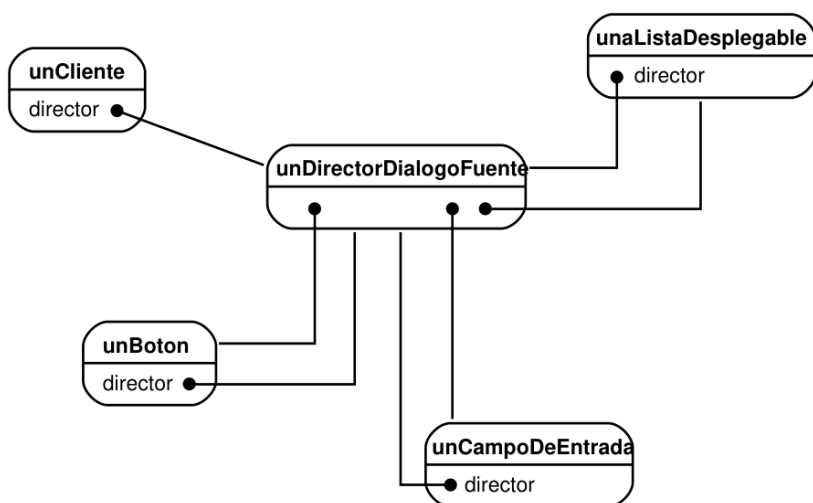 unaListaDesplegable
director
unCliente
director
unDirectorDialogoFuente
unBoton
director
unCampoDeEntrada
director